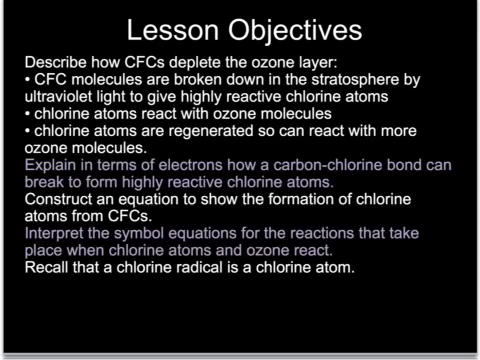 Lesson Objectives
Describe how CFCs deplete the ozone layer:
• CFC molecules are broken down in the stratosphere by
ultraviolet light to give highly reactive chlorine atoms
• chlorine atoms react with ozone molecules
• chlorine atoms are regenerated so can react with more
ozone molecules.
Explain in terms of electrons how a carbon-chlorine bond can
break to form highly reactive chlorine atoms.
Construct an equation to show the formation of chlorine
atoms from CFCs.
Interpret the symbol equations for the reactions that take
place when chlorine atoms and ozone react.
Recall that a chlorine radical is a chlorine atom.